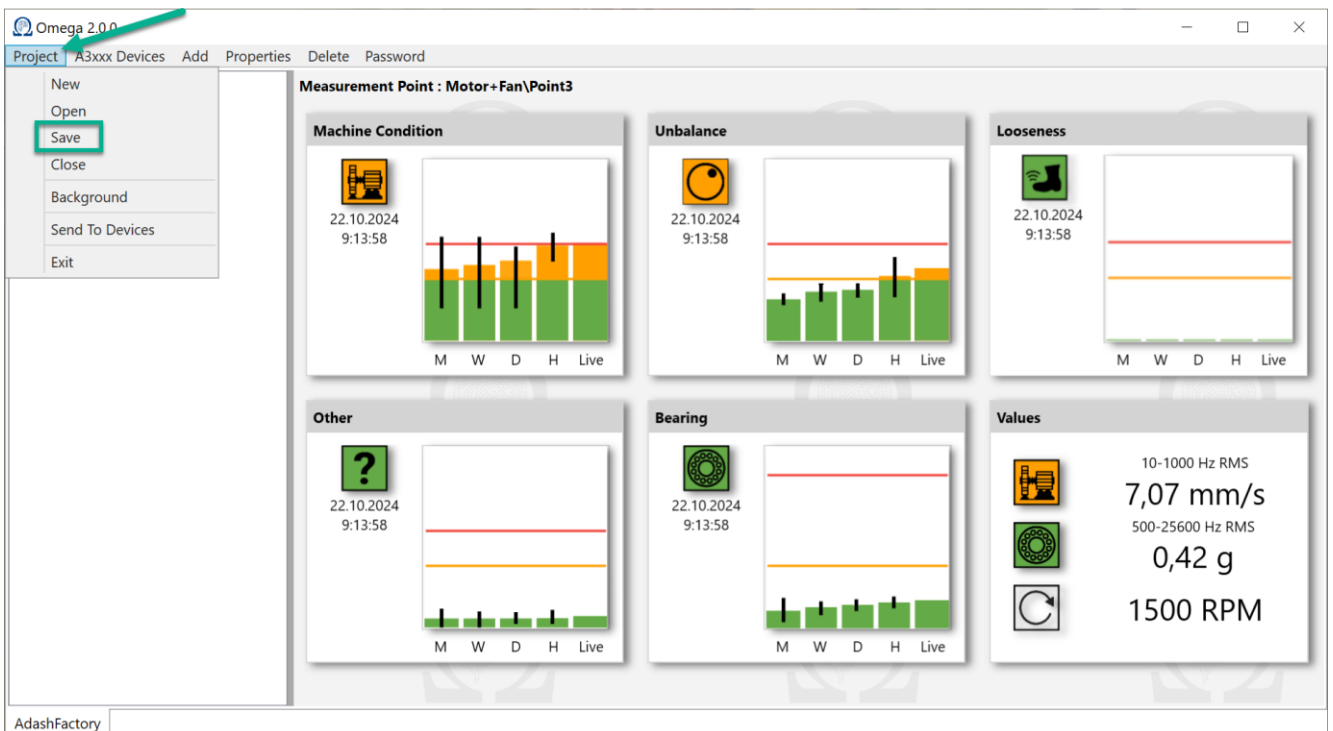 Omega 2.0.0
Project A3xxx Devices Add Properties Delete Password
New
Open
Save
Close
Background
Send To Devices
Exit
Measurement Point : Motor+Fan\Point3
Machine Condition
22.10.2024
9:13:58
M W D H Live
Unbalance
22.10.2024
9:13:58
M W D H Live
Looseness
22.10.2024
9:13:58
M W D H Live
Other
?
22.10.2024
9:13:58
M W D H Live
Bearing
22.10.2024
9:13:58
M W D H Live
Values
10-1000 Hz RMS
7,07 mm/s
500-25600 Hz RMS
0,42 g
1500 RPM
AdashFactory